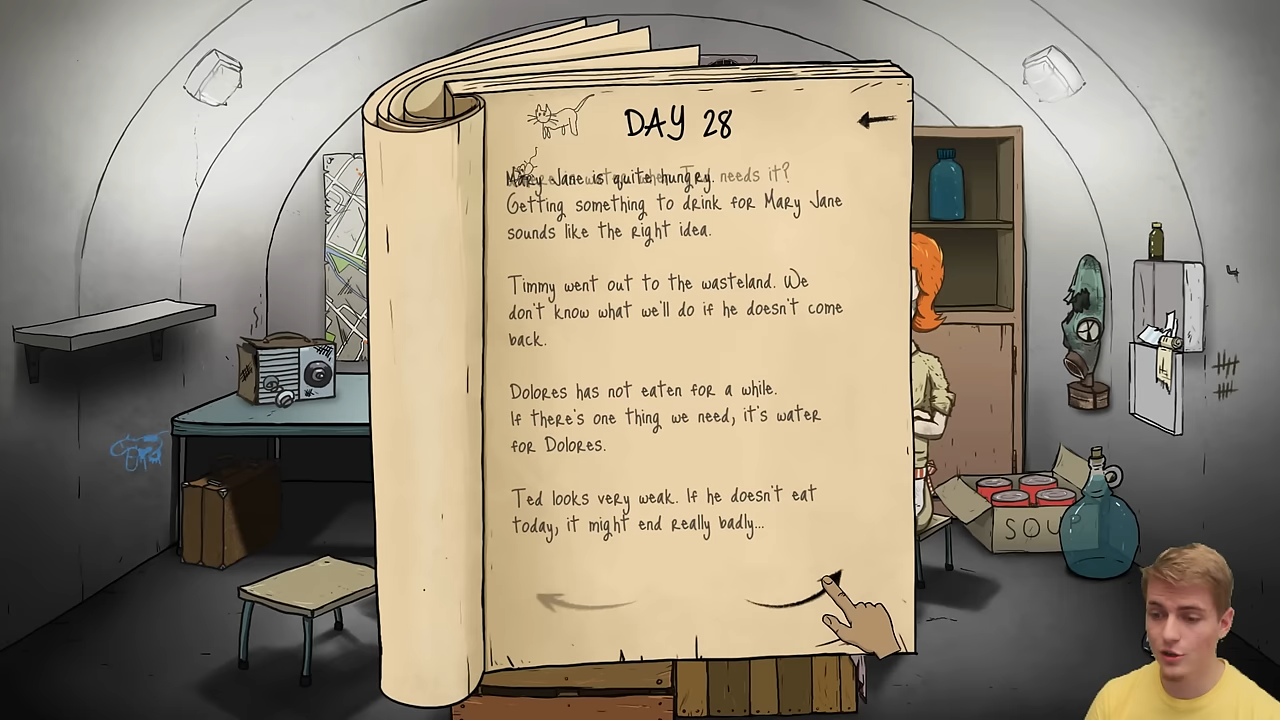 DAY 28
Mary Jane is quite hungry. needs it?
Getting something to drink for Mary Jane
sounds like the right idea.
Timmy went out to the wasteland. We
don't know what we'll do if he doesn't come
back.
Dolores has not eaten for a while.
If there's one thing we need, it's water
for Dolores.
Ted looks very weak. If he doesn't eat
today, it might end really badly...
SOUP